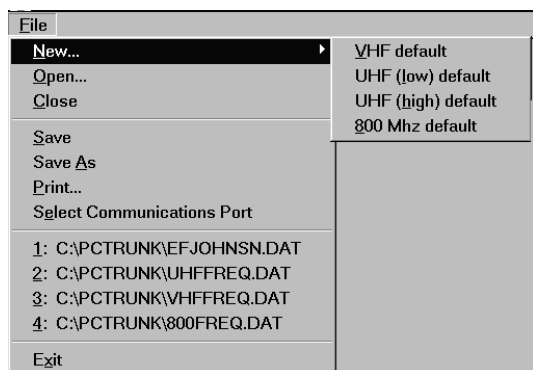 File
New...
Open...
Close
Save
Save As
Print...
Select Communications Port
1: C:\PCTRUNK\EFJOHNSN.DAT
2: C:\PCTRUNK\UHFFREQ.DAT
3: C:\PCTRUNK\VHFFREQ.DAT
4: C:\PCTRUNK\800FREQ.DAT
Exit
VHF default
UHF (low) default
UHF (high) default
800 Mhz default